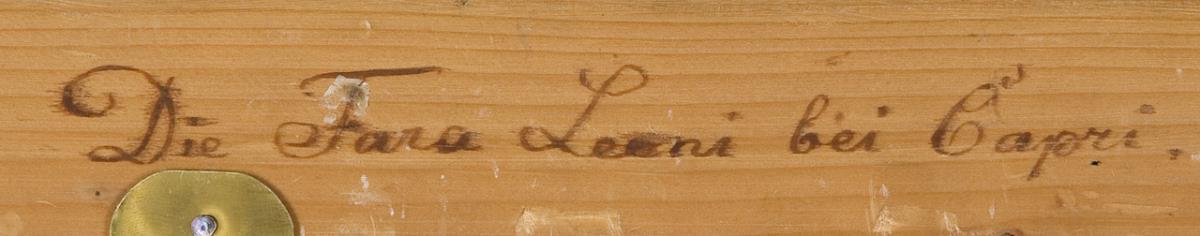 Die Fara Leoni bei Capri.